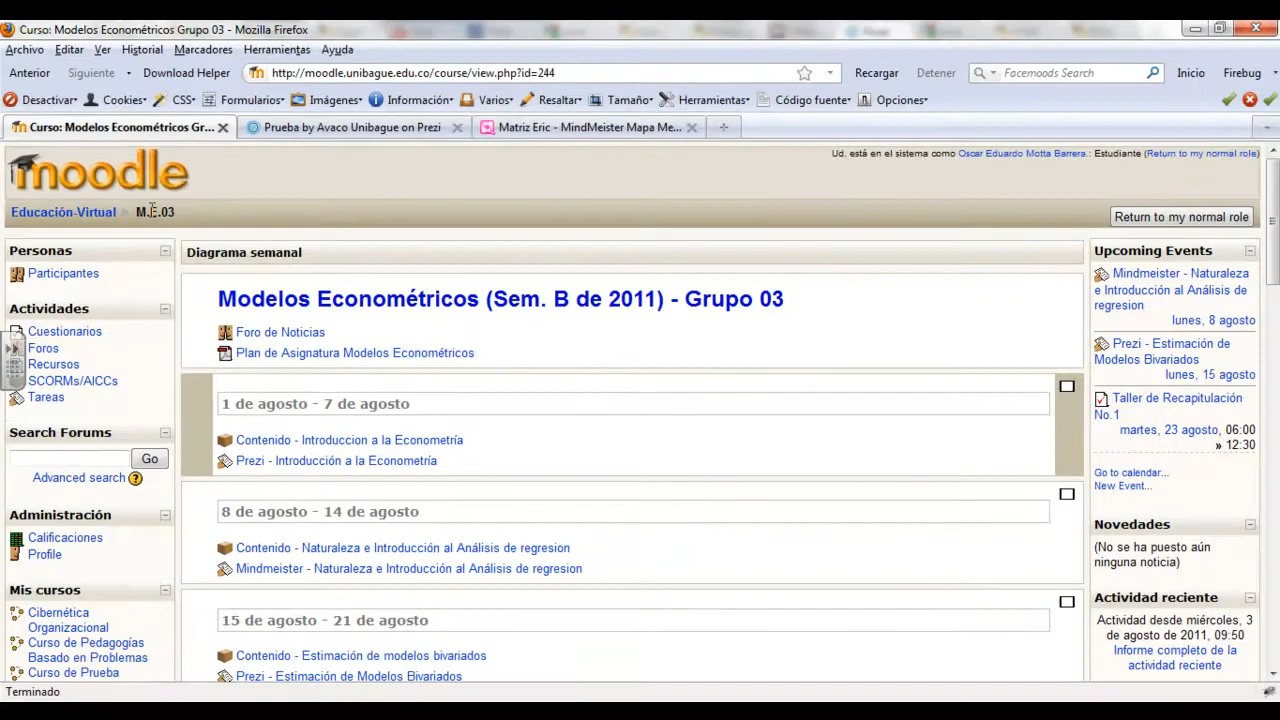 Curso: Modelos Econométricos Grupo 03 - Mozilla Firefox
Archivo Editar Ver Historial Marcadores Herramientas Ayuda
Anterior Siguiente Download Helper http://moodle.unibague.edu.co/course/view.php?id=244 Recargar Detener Facemoods Search Inicio Firebug
Desactivar Cookies CSS Formularios Imágenes Información Varios Resaltar Tamaño Herramientas Código fuente Opciones
Curso: Modelos Econométricos Gr... Prueba by Avaco Unibague on Prezi Matriz Eric - MindMeister Mapa Me...
moodle
Ud. está en el sistema como Oscar Eduardo Motta Barrera.: Estudiante (Return to my normal role)
Educación-Virtual M.E.03
Return to my normal role
Personas
Participantes
Actividades
Cuestionarios
Foros
Recursos
SCORMs/AICCs
Tareas
Search Forums
Go
Advanced search ?
Administración
Calificaciones
Profile
Mis cursos
Cibernética
Organizacional
Curso de Pedagogías
Basado en Problemas
Curso de Prueba
Diagrama semanal
Modelos Econométricos (Sem. B de 2011) - Grupo 03
Foro de Noticias
Plan de Asignatura Modelos Econométricos
1 de agosto - 7 de agosto
Contenido - Introduccion a la Econometría
Prezi - Introducción a la Econometría
8 de agosto - 14 de agosto
Contenido - Naturaleza e Introducción al Análisis de regresion
Mindmeister - Naturaleza e Introducción al Análisis de regresion
15 de agosto - 21 de agosto
Contenido - Estimación de modelos bivariados
Prezi - Estimación de Modelos Bivariados
Upcoming Events
Mindmeister - Naturaleza
e Introducción al Análisis de
regresion
lunes, 8 agosto
Prezi - Estimación de
Modelos Bivariados
lunes, 15 agosto
Taller de Recapitulación
No.1
martes, 23 agosto, 06:00
» 12:30
Go to calendar...
New Event...
Novedades
(No se ha puesto aún
ninguna noticia)
Actividad reciente
Actividad desde miércoles, 3
de agosto de 2011, 09:50
Informe completo de la
actividad reciente
Terminado